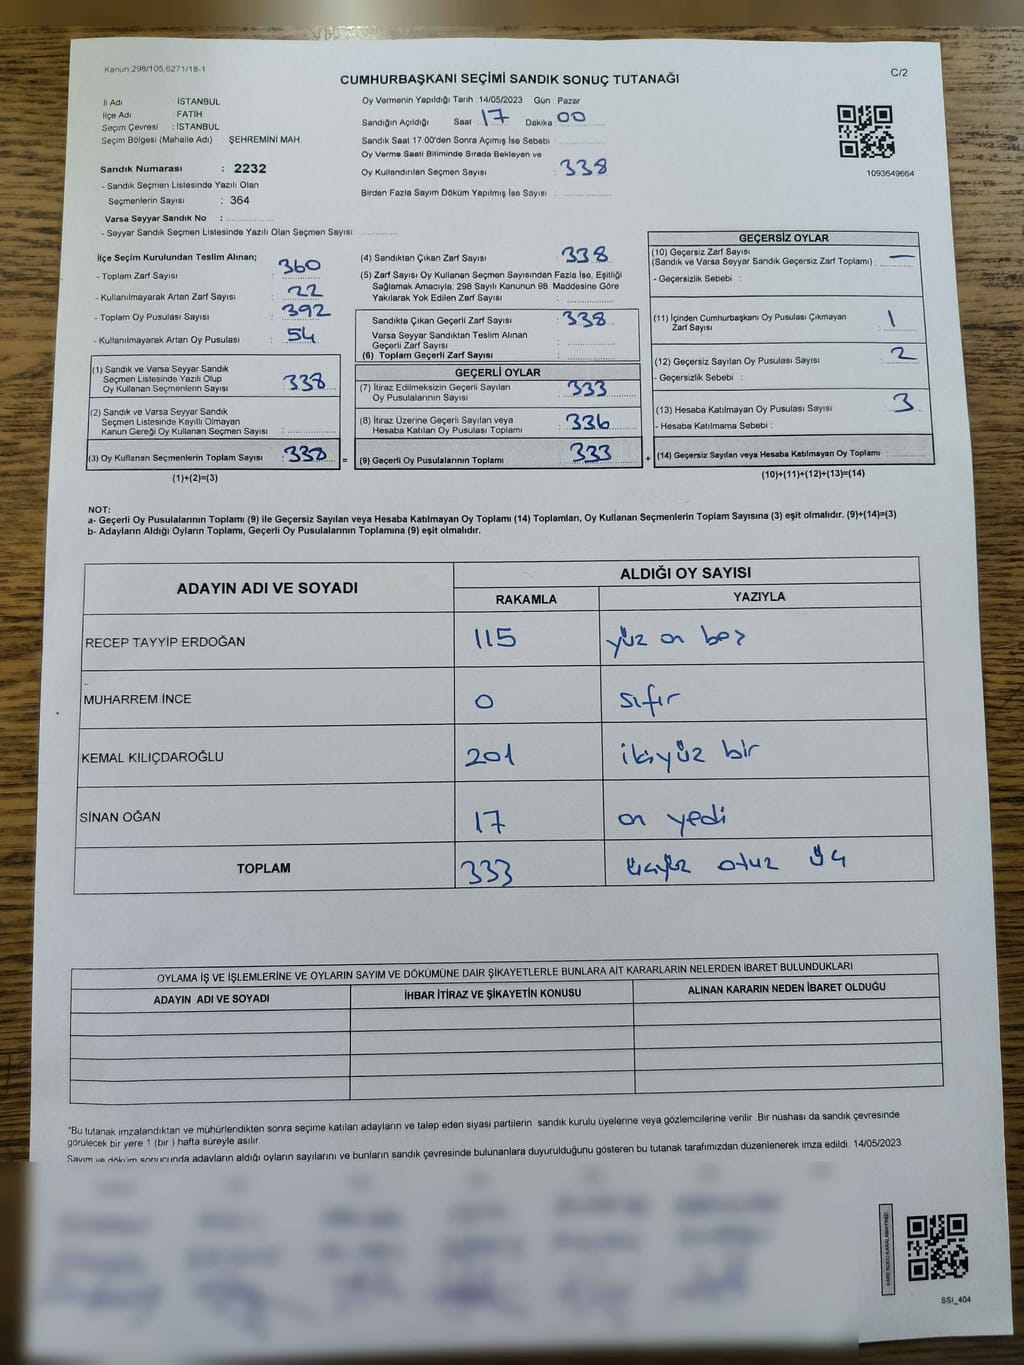 Kanun:298/105,6271/18-1
CUMHURBAŞKANI SEÇİMİ SANDIK SONUÇ TUTANAĞI
C/2
İl Adı : İSTANBUL
İlçe Adı : FATİH
Seçim Çevresi : İSTANBUL
Seçim Bölgesi (Mahalle Adı) : ŞEHREMİNİ MAH
Sandık Numarası : 2232
- Sandık Seçmen Listesinde Yazılı Olan
Seçmenlerin Sayısı : 364
Varsa Seyyar Sandık No :
- Seyyar Sandık Seçmen Listesinde Yazılı Olan Seçmen Sayısı:
Oy Vermenin Yapıldığı Tarih :14/05/2023 Gün : Pazar
Sandığın Açıldığı Saat : 17 Dakika : 00
Sandık Saat 17:00'den Sonra Açımış İse Sebebi :
Oy Verme Saati Bitiminde Sırada Bekleyen ve
Oy Kullandırılan Seçmen Sayısı : 338
Birden Fazla Sayım Döküm Yapılmış İse Sayısı :
1093649664
İlçe Seçim Kurulundan Teslim Alınan;
- Toplam Zarf Sayısı : 360
- Kullanılmayarak Artan Zarf Sayısı : 22
- Toplam Oy Pusulası Sayısı : 392
- Kullanılmayarak Artan Oy Pusulası : 54
(1) Sandık ve Varsa Seyyar Sandık
Seçmen Listesinde Yazılı Olup
Oy Kullanan Seçmenlerin Sayısı : 338
(2) Sandık ve Varsa Seyyar Sandık
Seçmen Listesinde Kayıtlı Olmayan
Kanun Gereği Oy Kullanan Seçmen Sayısı :
(3) Oy Kullanan Seçmenlerin Toplam Sayısı : 338 =
(1)+(2)=(3)
(4) Sandıktan Çıkan Zarf Sayısı : 338
(5) Zarf Sayısı Oy Kullanan Seçmen Sayısından Fazla İse, Eşitliği
Sağlamak Amacıyla; 298 Sayılı Kanunun 98. Maddesine Göre
Yakılarak Yok Edilen Zarf Sayısı :
Sandıkta Çıkan Geçerli Zarf Sayısı : 338
Varsa Seyyar Sandıktan Teslim Alınan
Geçerli Zarf Sayısı :
(6) Toplam Geçerli Zarf Sayısı :
GEÇERLİ OYLAR
(7) İtiraz Edilmeksizin Geçerli Sayılan
Oy Pusulalarının Sayısı : 333
(8) İtiraz Üzerine Geçerli Sayılan veya
Hesaba Katılan Oy Pusulası Toplamı : 336
(9) Geçerli Oy Pusulalarının Toplamı : 333 +
GEÇERSİZ OYLAR
(10) Geçersiz Zarf Sayısı
(Sandık ve Varsa Seyyar Sandık Geçersiz Zarf Toplamı) : —
- Geçersizlik Sebebi :
(11) İçinden Cumhurbaşkanı Oy Pusulası Çıkmayan
Zarf Sayısı : 1
(12) Geçersiz Sayılan Oy Pusulası Sayısı : 2
- Geçersizlik Sebebi :
(13) Hesaba Katılmayan Oy Pusulası Sayısı : 3
- Hesaba Katılmama Sebebi :
(14) Geçersiz Sayılan veya Hesaba Katılmayan Oy Toplamı :
(10)+(11)+(12)+(13)=(14)
NOT:
a- Geçerli Oy Pusulalarının Toplamı (9) ile Geçersiz Sayılan veya Hesaba Katılmayan Oy Toplamı (14) Toplamları, Oy Kullanan Seçmenlerin Toplam Sayısına (3) eşit olmalıdır. (9)+(14)=(3)
b- Adayların Aldığı Oyların Toplamı, Geçerli Oy Pusulalarının Toplamına (9) eşit olmalıdır.
ADAYIN ADI VE SOYADI
ALDIĞI OY SAYISI
RAKAMLA YAZIYLA
RECEP TAYYİP ERDOĞAN 115 yüz on beş
MUHARREM İNCE 0 sıfır
KEMAL KILIÇDAROĞLU 201 ikiyüz bir
SİNAN OĞAN 17 on yedi
TOPLAM 333 üçyüz otuz üç
OYLAMA İŞ VE İŞLEMLERİNE VE OYLARIN SAYIM VE DÖKÜMÜNE DAİR ŞİKAYETLERLE BUNLARA AİT KARARLARIN NELERDEN İBARET BULUNDUKLARI
ADAYIN ADI VE SOYADI İHBAR İTİRAZ VE ŞİKAYETİN KONUSU ALINAN KARARIN NEDEN İBARET OLDUĞU
*Bu tutanak imzalandıktan ve mühürlendikten sonra seçime katılan adayların ve talep eden siyasi partilerin sandık kurulu üyelerine veya gözlemcilerine verilir. Bir nüshası da sandık çevresinde
görülecek bir yere 1 (bir ) hafta süreyle asılır.
Sayım ve döküm sonucunda adayların aldığı oyların sayılarını ve bunların sandık çevresinde bulunanlara duyurulduğunu gösteren bu tutanak tarafımızdan düzenlenerek imza edildi. 14/05/2023
SSİ_404